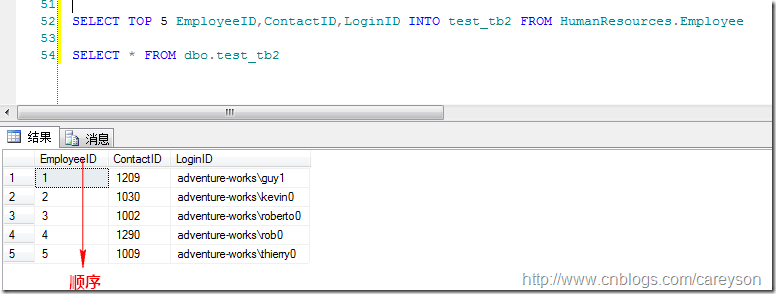 51
52 SELECT TOP 5 EmployeeID,ContactID,LoginID INTO test_tb2 FROM HumanResources.Employee
53
54 SELECT * FROM dbo.test_tb2
结果 消息
EmployeeID ContactID LoginID
1 1 1209 adventure-works\guy1
2 2 1030 adventure-works\kevin0
3 3 1002 adventure-works\roberto0
4 4 1290 adventure-works\rob0
5 5 1009 adventure-works\thierry0
顺序
http://www.cnblogs.com/careyson